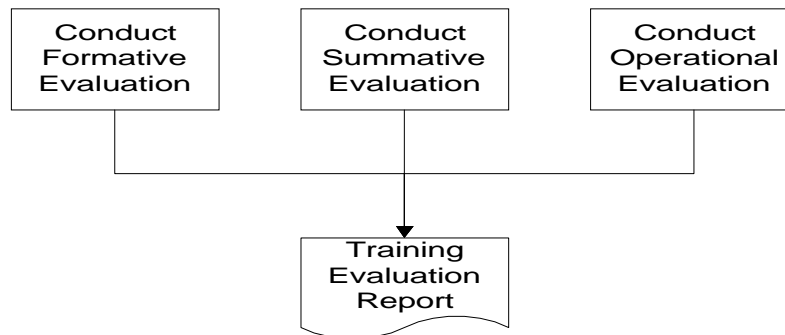 Conduct
Formative
Evaluation
Conduct
Summative
Evaluation
Conduct
Operational
Evaluation
Training
Evaluation
Report